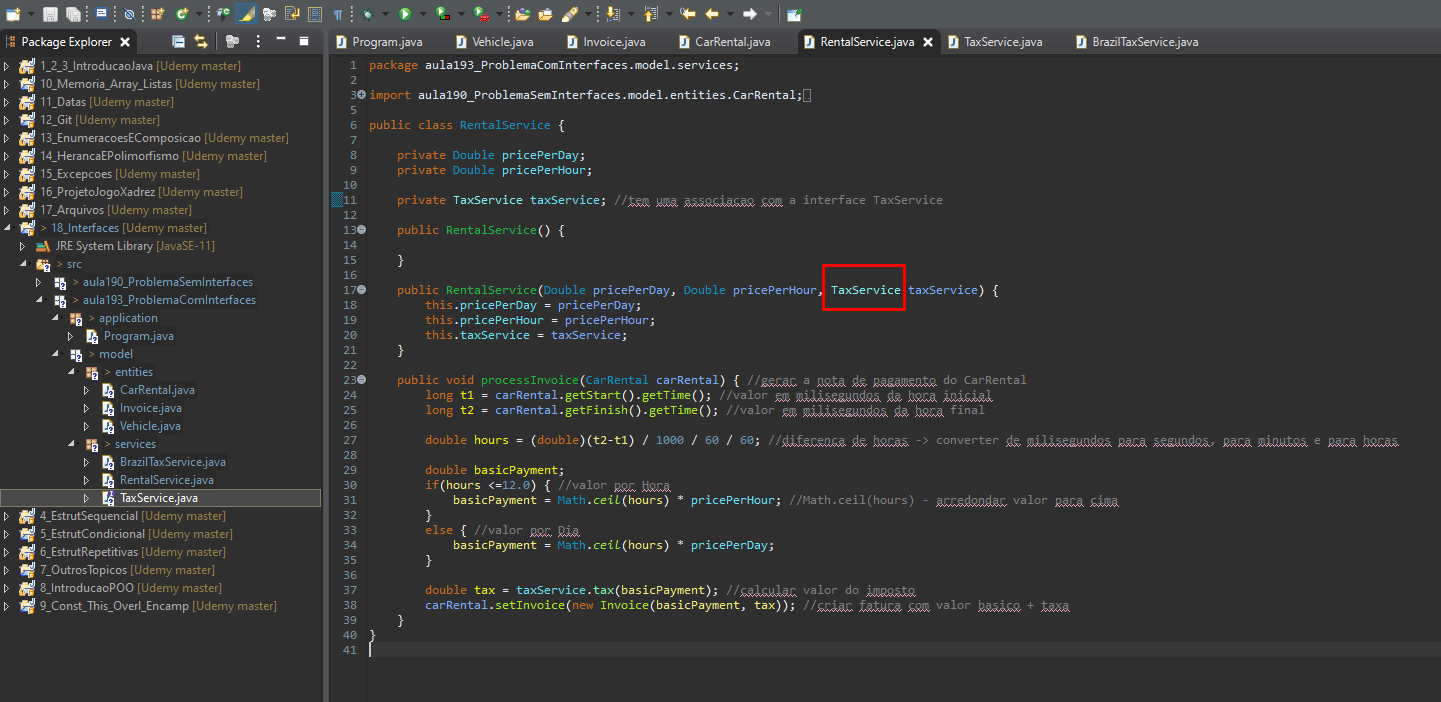 Package Explorer
1_2_3_IntroducaoJava [Udemy master]
10_Memoria_Array_Listas [Udemy master]
11_Datas [Udemy master]
12_Git [Udemy master]
13_EnumeracoesEComposicao [Udemy master]
14_HerancaEPolimorfismo [Udemy master]
15_Excepcoes [Udemy master]
16_ProjetoJogoXadrez [Udemy master]
17_Arquivos [Udemy master]
> 18_Interfaces [Udemy master]
JRE System Library [JavaSE-11]
> src
> aula190_ProblemaSemInterfaces
> aula193_ProblemaComInterfaces
> application
Program.java
> model
> entities
CarRental.java
Invoice.java
Vehicle.java
> services
BrazilTaxService.java
RentalService.java
TaxService.java
4_EstrutSequencial [Udemy master]
5_EstrutCondicional [Udemy master]
6_EstrutRepetitivas [Udemy master]
7_OutrosTopicos [Udemy master]
8_IntroducaoPOO [Udemy master]
9_Const_This_Overl_Encamp [Udemy master]
Program.java Vehicle.java Invoice.java CarRental.java RentalService.java TaxService.java BrazilTaxService.java
1 package aula193_ProblemaComInterfaces.model.services;
2
3 import aula190_ProblemaSemInterfaces.model.entities.CarRental;
5
6 public class RentalService {
7
8 private Double pricePerDay;
9 private Double pricePerHour;
10
11 private TaxService taxService; //tem uma associacao com a interface TaxService
12
13 public RentalService() {
14
15 }
16
17 public RentalService(Double pricePerDay, Double pricePerHour, TaxService taxService) {
18 this.pricePerDay = pricePerDay;
19 this.pricePerHour = pricePerHour;
20 this.taxService = taxService;
21 }
22
23 public void processInvoice(CarRental carRental) { //gerar a nota de pagamento do CarRental
24 long t1 = carRental.getStart().getTime(); //valor em milisegundos da hora inicial
25 long t2 = carRental.getFinish().getTime(); //valor em milisegundos da hora final
26
27 double hours = (double)(t2-t1) / 1000 / 60 / 60; //diferenca de horas -> converter de milisegundos para segundos, para minutos e para horas
28
29 double basicPayment;
30 if(hours <=12.0) { //valor por Hora
31 basicPayment = Math.ceil(hours) * pricePerHour; //Math.ceil(hours) - arredondar valor para cima
32 }
33 else { //valor por Dia
34 basicPayment = Math.ceil(hours) * pricePerDay;
35 }
36
37 double tax = taxService.tax(basicPayment); //calcular valor do imposto
38 carRental.setInvoice(new Invoice(basicPayment, tax)); //criar fatura com valor basico + taxa
39 }
40 }
41